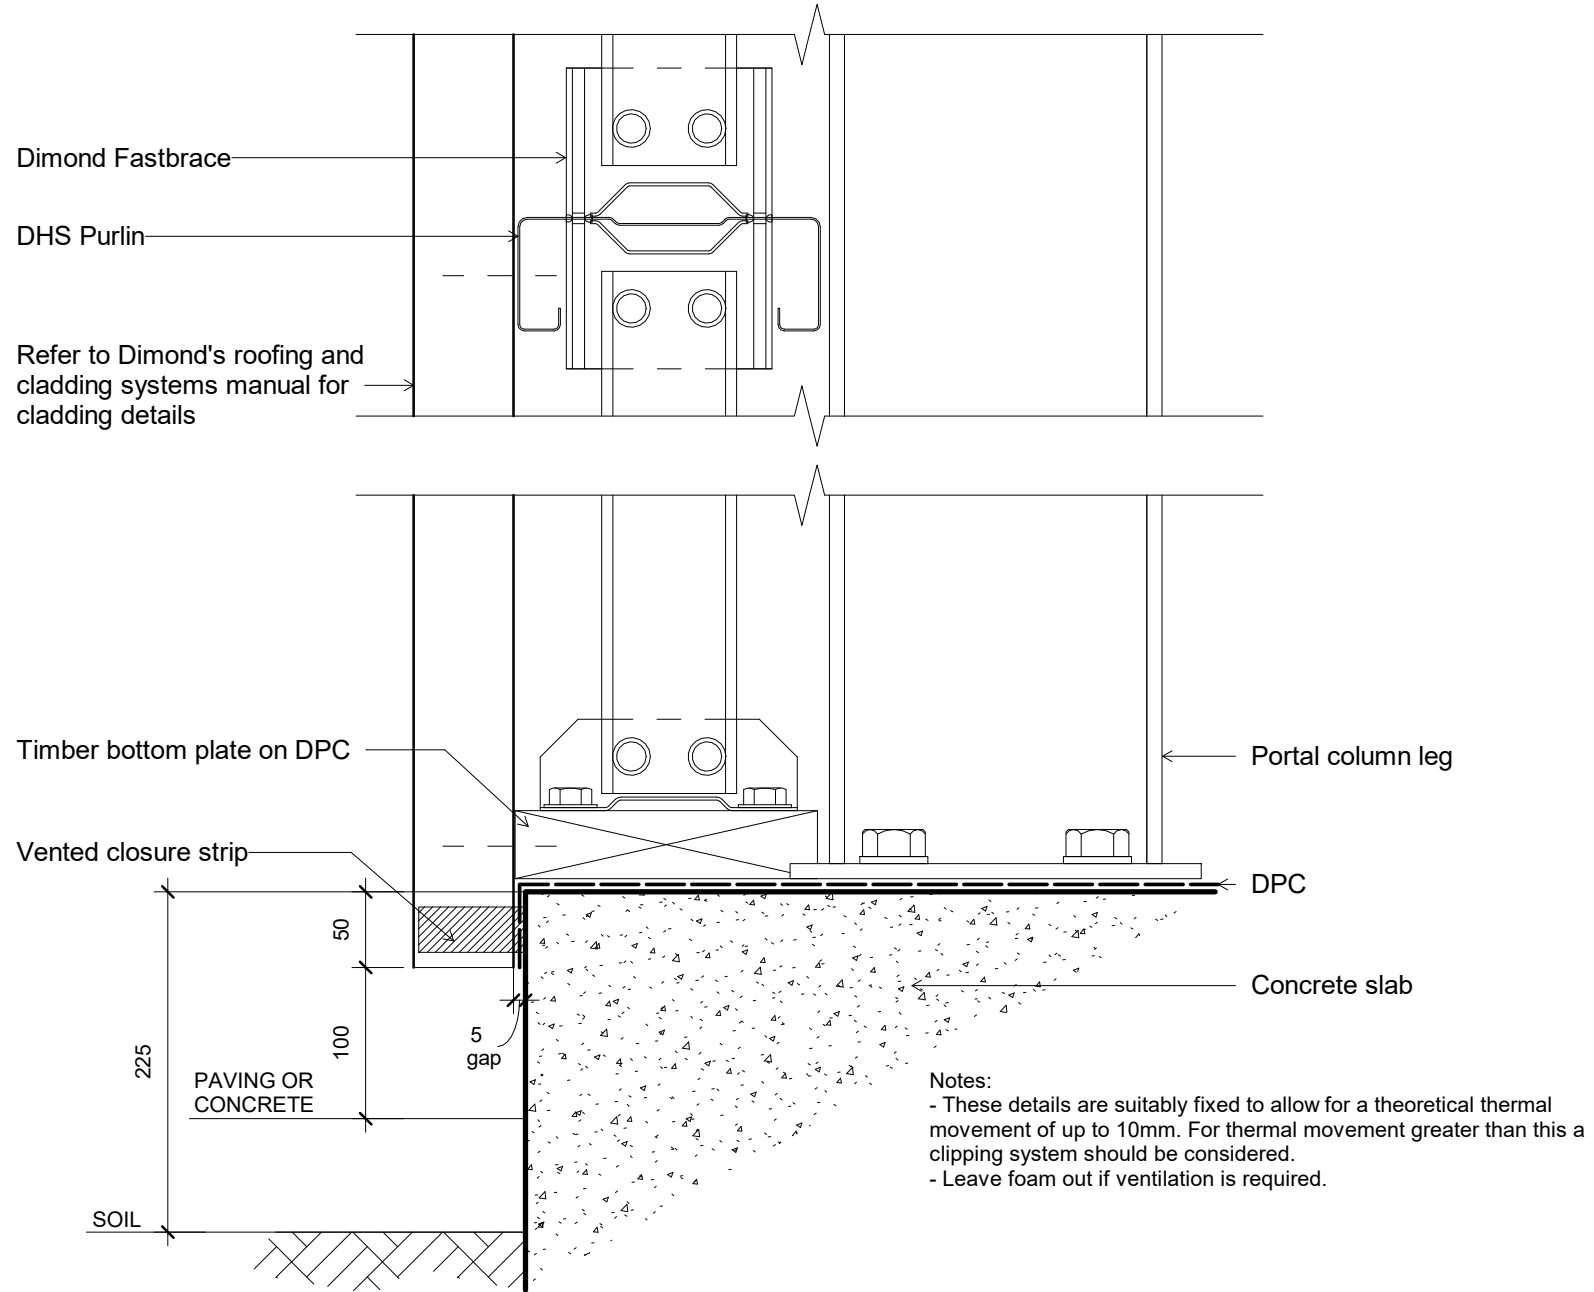 Dimond Fastbrace
DHS Purlin
Refer to Dimond's roofing and
cladding systems manual for
cladding details
Timber bottom plate on DPC
Portal column leg
Vented closure strip
DPC
50
Concrete slab
100
225
5
gap
PAVING OR
CONCRETE
Notes:
- These details are suitably fixed to allow for a theoretical thermal
movement of up to 10mm. For thermal movement greater than this a
clipping system should be considered.
- Leave foam out if ventilation is required.
SOIL